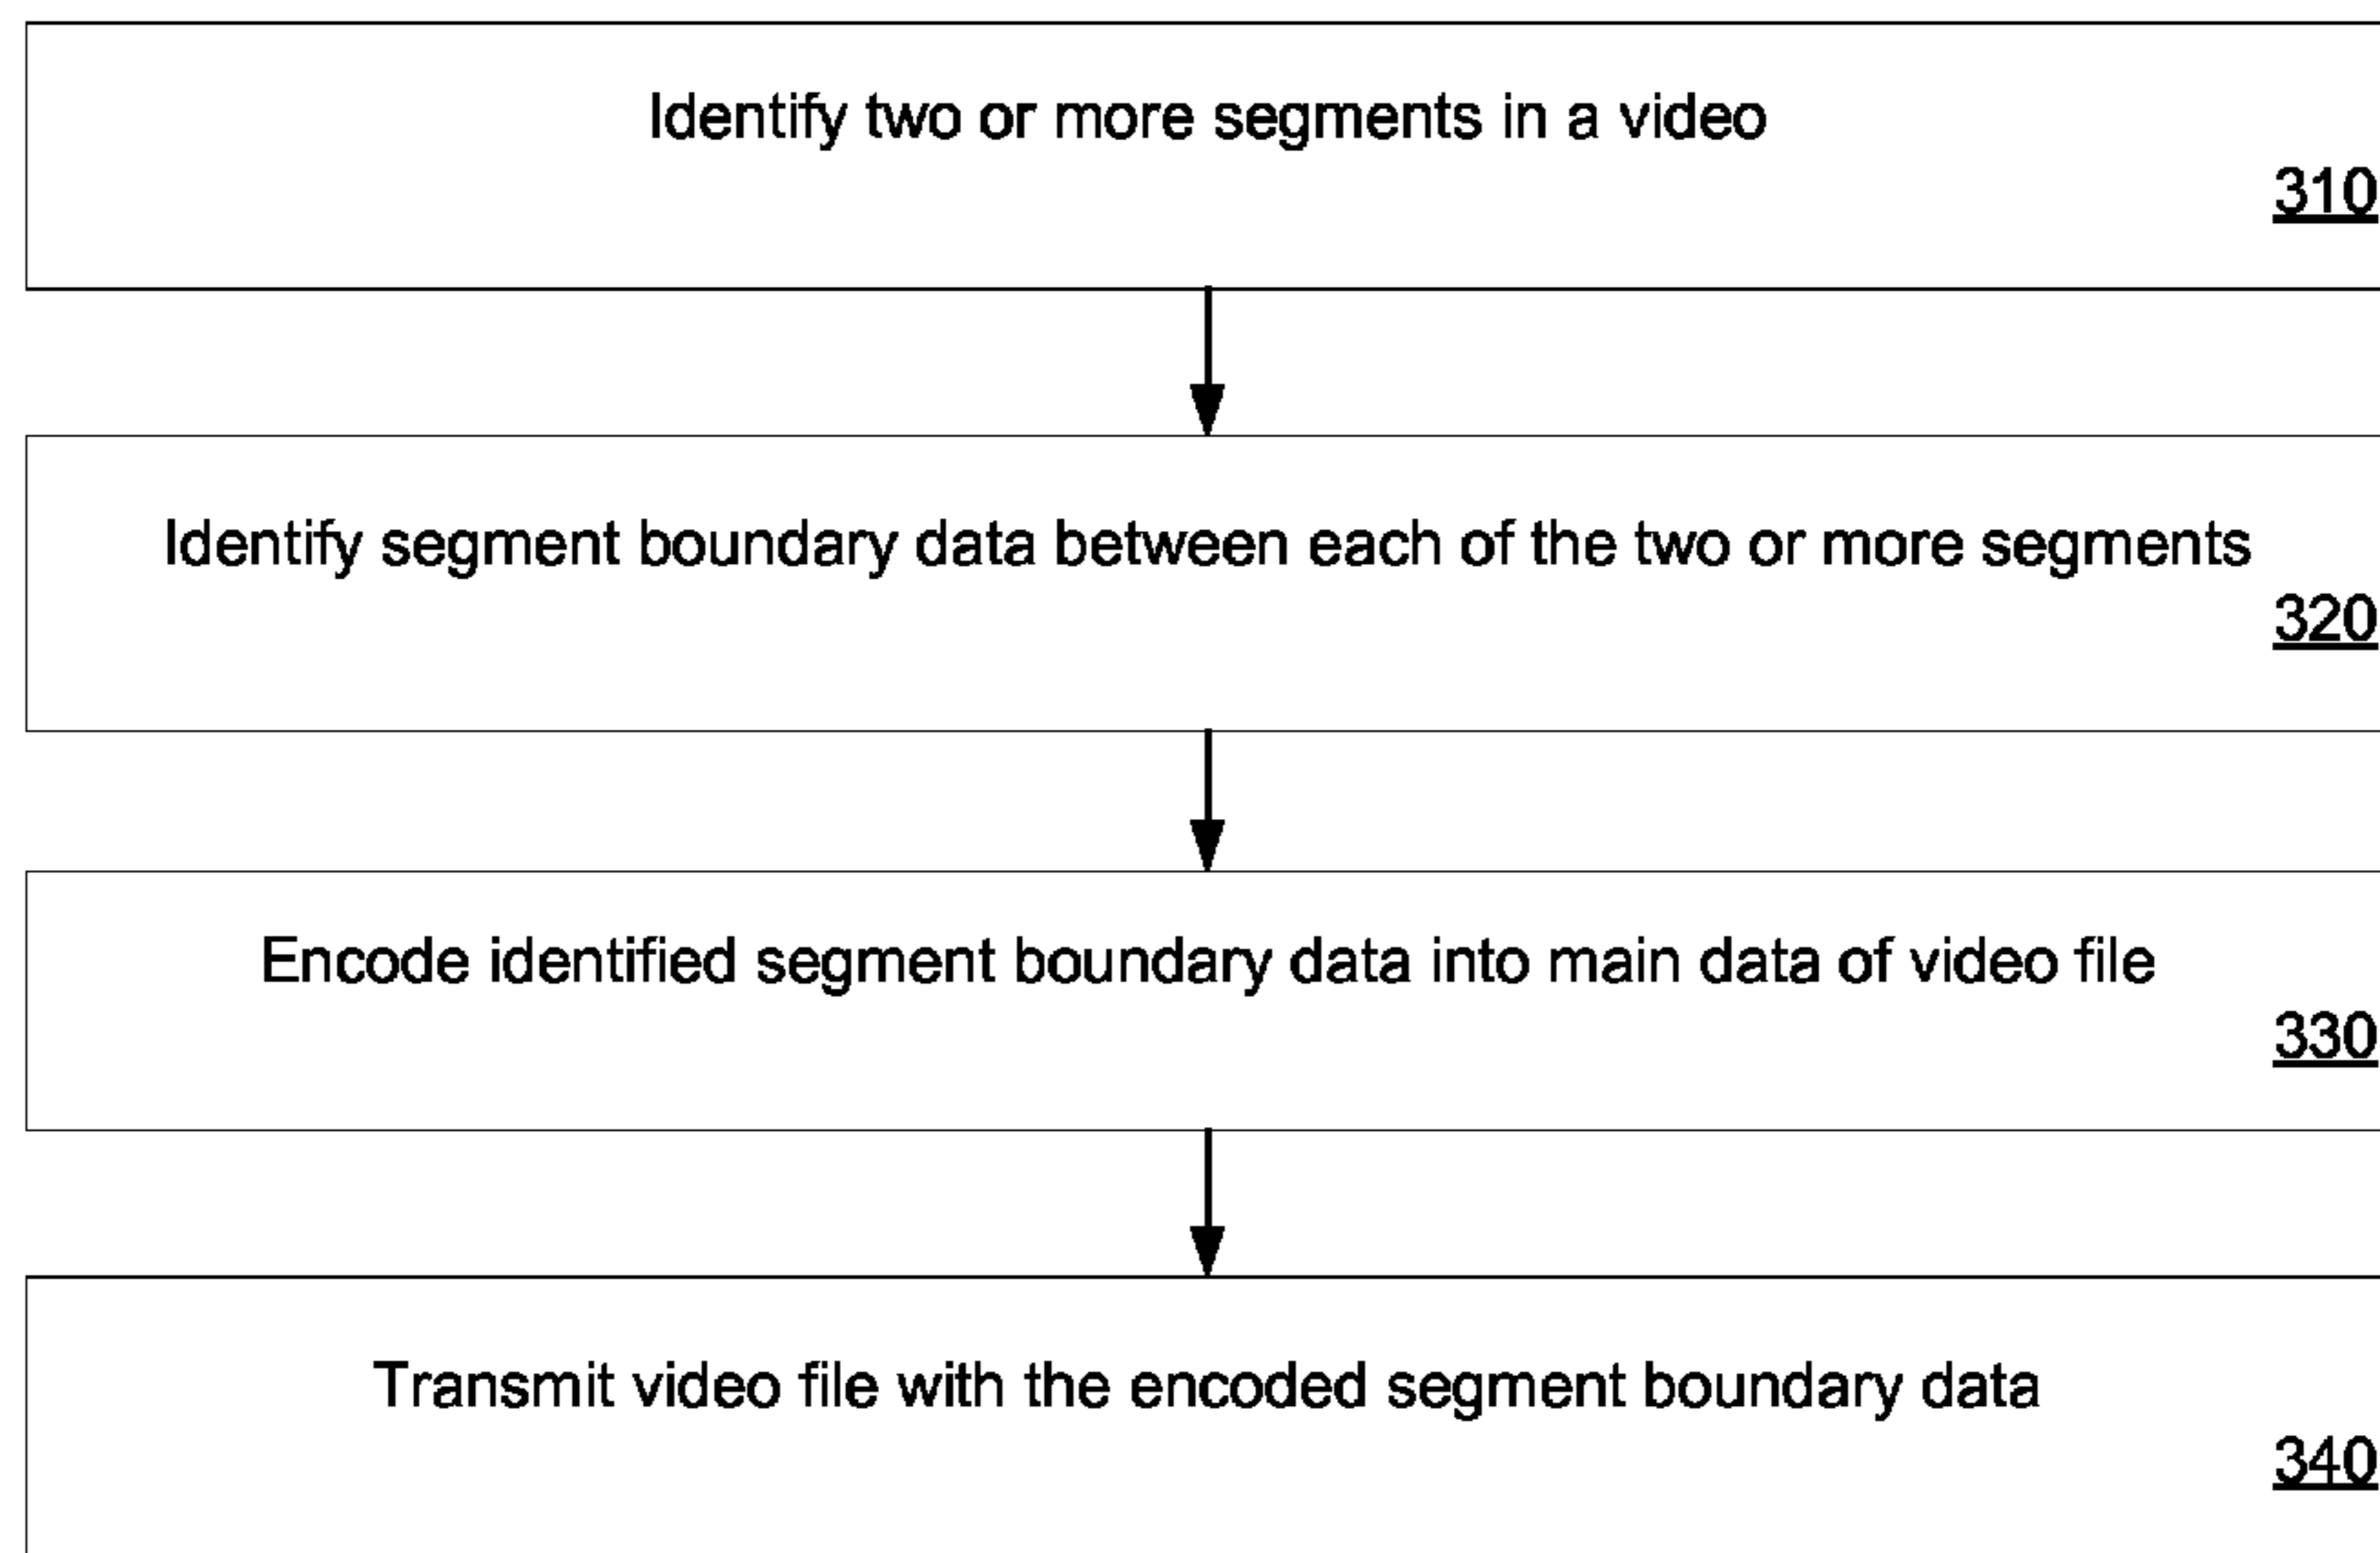 Identify two or more segments in a video
310
Identify segment boundary data between each of the two or more segments
320
Encode identified segment boundary data into main data of video file
330
Transmit video file with the encoded segment boundary data
340